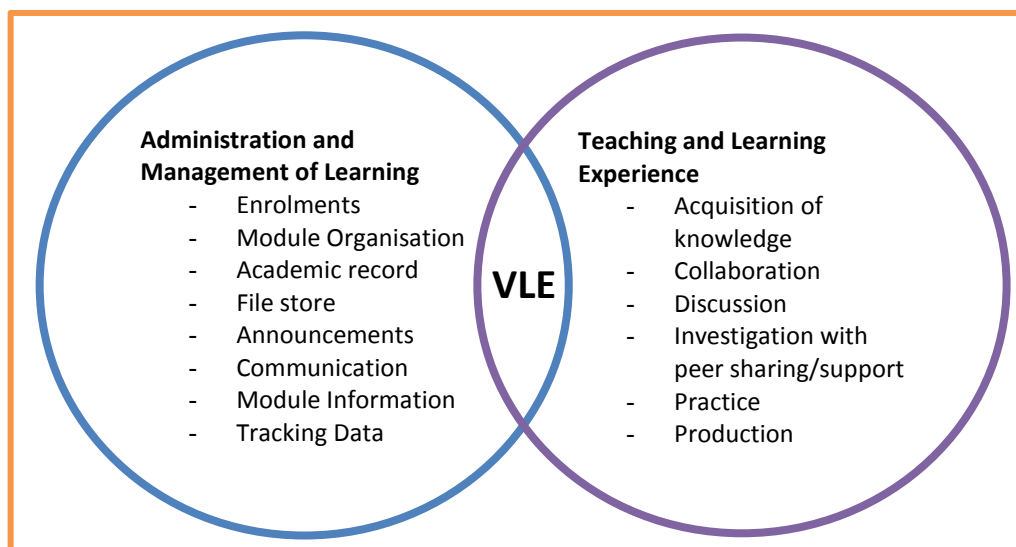 Administration and
Management of Learning
- Enrolments
- Module Organisation
- Academic record
- File store
- Announcements
- Communication
- Module Information
- Tracking Data
VLE
Teaching and Learning
Experience
- Acquisition of
knowledge
- Collaboration
- Discussion
- Investigation with
peer sharing/support
- Practice
- Production